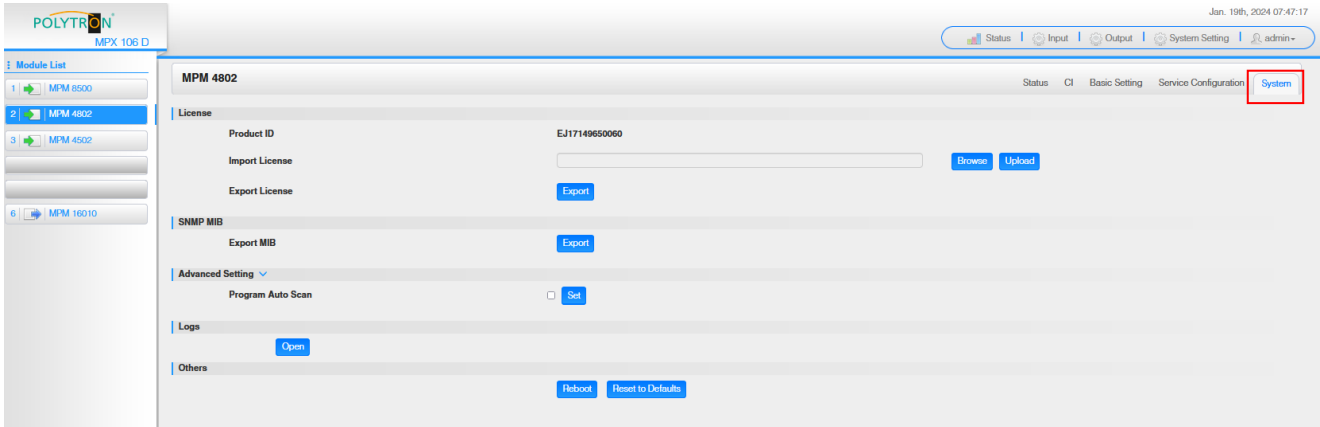 Jan. 19th, 2024 07:47:17
POLYTRON
MPX 106 D
Status Input Output System Setting admin
Module List
1 MPM 8500
2 MPM 4802
3 MPM 4502
6 MPM 16010
MPM 4802
Status CI Basic Setting Service Configuration System
License
Product ID EJ17149650060
Import License Browse Upload
Export License Export
SNMP MIB
Export MIB Export
Advanced Setting
Program Auto Scan Set
Logs
Open
Others
Reboot Reset to Defaults